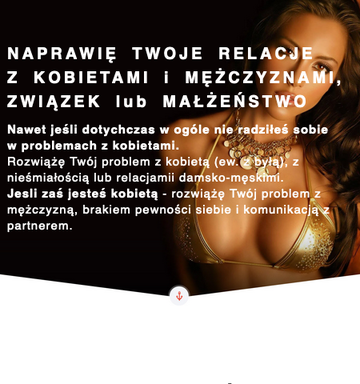 NAPRAWIĘ TWOJE RELACJE
Z KOBIETAMI i MĘŻCZYZNAMI,
ZWIĄZEK lub MAŁŻEŃSTWO
Nawet jeśli dotychczas w ogóle nie radziłeś sobie
w problemach z kobietami.
Rozwiążę Twój problem z kobietą (ew. z byłą), z
nieśmiałością lub relacjamii damsko-męskimi.
Jesli zaś jesteś kobietą - rozwiążę Twój problem z
mężczyzną, brakiem pewności siebie i komunikacją z
partnerem.